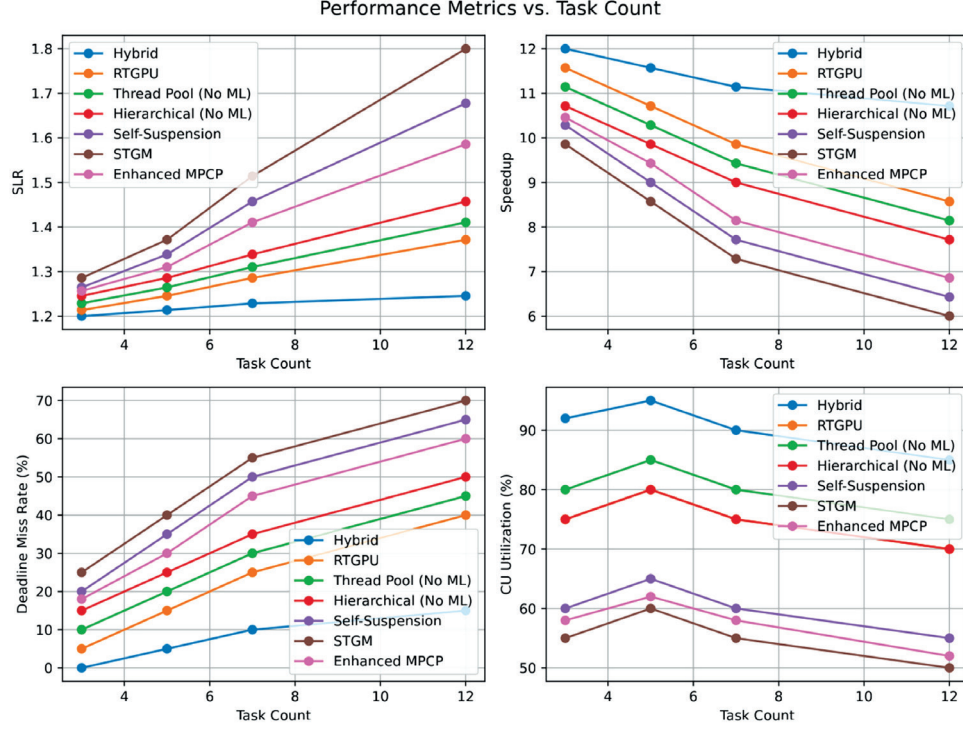 Performance Metrics vs. Task Count
1.8
1.7
1.6
1.5
1.4
1.3
1.2
SLR
Hybrid
RTGPU
Thread Pool (No ML)
Hierarchical (No ML)
Self-Suspension
STGM
Enhanced MPCP
4 6 8 10 12
Task Count
12
11
10
9
8
7
6
Speedup
Hybrid
RTGPU
Thread Pool (No ML)
Hierarchical (No ML)
Self-Suspension
STGM
Enhanced MPCP
4 6 8 10 12
Task Count
70
60
50
40
30
20
10
0
Deadline Miss Rate (%)
Hybrid
RTGPU
Thread Pool (No ML)
Hierarchical (No ML)
Self-Suspension
STGM
Enhanced MPCP
4 6 8 10 12
Task Count
90
80
70
60
50
CU Utilization (%)
Hybrid
RTGPU
Thread Pool (No ML)
Hierarchical (No ML)
Self-Suspension
STGM
Enhanced MPCP
4 6 8 10 12
Task Count